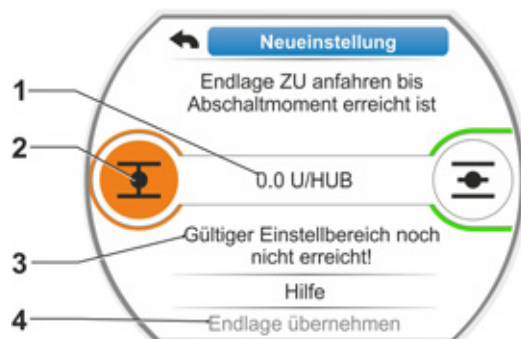 Neueinstellung
Endlage ZU anfahren bis
Abschaltmoment erreicht ist
1
2
0.0 U/HUB
3
Gültiger Einstellbereich noch
nicht erreicht!
Hilfe
4
Endlage übernehmen